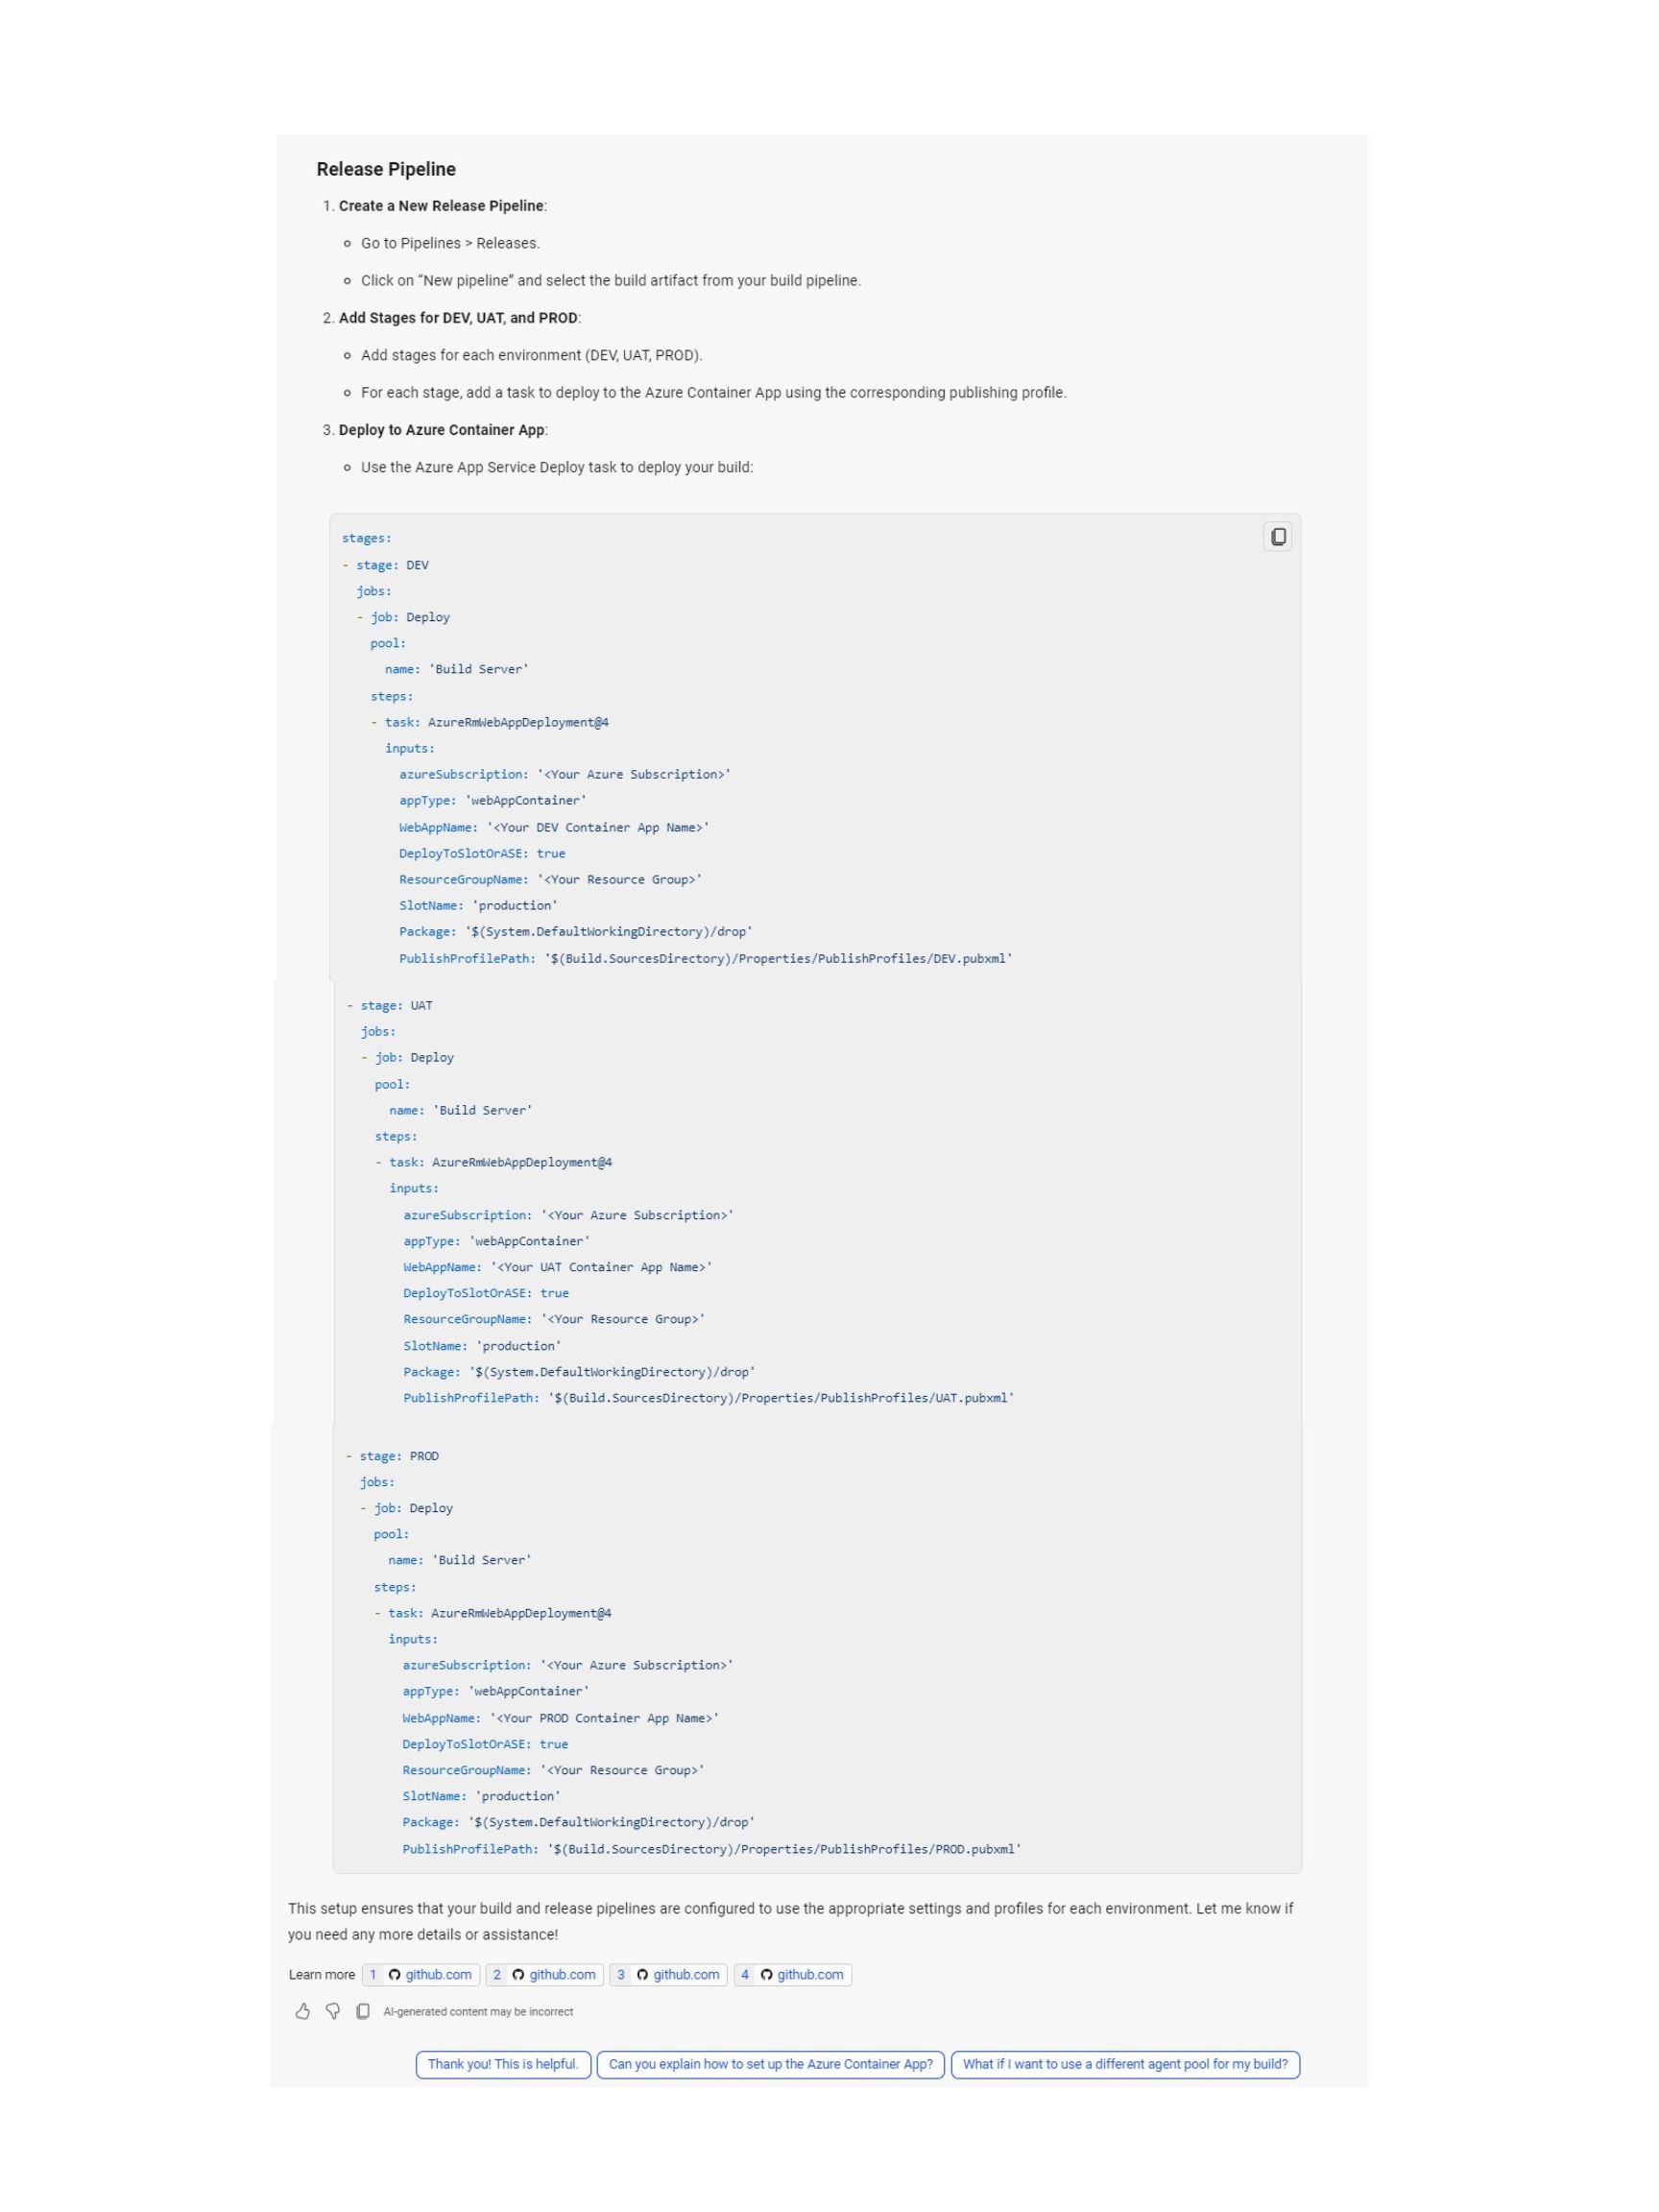 Release Pipeline
1. Create a New Release Pipeline:
Go to Pipelines > Releases.
Click on “New pipeline” and select the build artifact from your build pipeline.
2. Add Stages for DEV, UAT, and PROD:
Add stages for each environment (DEV, UAT, PROD).
For each stage, add a task to deploy to the Azure Container App using the corresponding publishing profile.
3. Deploy to Azure Container App:
Use the Azure App Service Deploy task to deploy your build:
stages:
- stage: DEV
  jobs:
  - job: Deploy
    pool:
      name: 'Build Server'
    steps:
    - task: AzureRmWebAppDeployment@4
      inputs:
        azureSubscription: '<Your Azure Subscription>'
        appType: 'webAppContainer'
        WebAppName: '<Your DEV Container App Name>'
        DeployToSlotOrASE: true
        ResourceGroupName: '<Your Resource Group>'
        SlotName: 'production'
        Package: '$(System.DefaultWorkingDirectory)/drop'
        PublishProfilePath: '$(Build.SourcesDirectory)/Properties/PublishProfiles/DEV.pubxml'
- stage: UAT
  jobs:
  - job: Deploy
    pool:
      name: 'Build Server'
    steps:
    - task: AzureRmWebAppDeployment@4
      inputs:
        azureSubscription: '<Your Azure Subscription>'
        appType: 'webAppContainer'
        WebAppName: '<Your UAT Container App Name>'
        DeployToSlotOrASE: true
        ResourceGroupName: '<Your Resource Group>'
        SlotName: 'production'
        Package: '$(System.DefaultWorkingDirectory)/drop'
        PublishProfilePath: '$(Build.SourcesDirectory)/Properties/PublishProfiles/UAT.pubxml'
- stage: PROD
  jobs:
  - job: Deploy
    pool:
      name: 'Build Server'
    steps:
    - task: AzureRmWebAppDeployment@4
      inputs:
        azureSubscription: '<Your Azure Subscription>'
        appType: 'webAppContainer'
        WebAppName: '<Your PROD Container App Name>'
        DeployToSlotOrASE: true
        ResourceGroupName: '<Your Resource Group>'
        SlotName: 'production'
        Package: '$(System.DefaultWorkingDirectory)/drop'
        PublishProfilePath: '$(Build.SourcesDirectory)/Properties/PublishProfiles/PROD.pubxml'
This setup ensures that your build and release pipelines are configured to use the appropriate settings and profiles for each environment. Let me know if
you need any more details or assistance!
Learn more 1 github.com 2 github.com 3 github.com 4 github.com
AI-generated content may be incorrect
Thank you! This is helpful. Can you explain how to set up the Azure Container App? What if I want to use a different agent pool for my build?